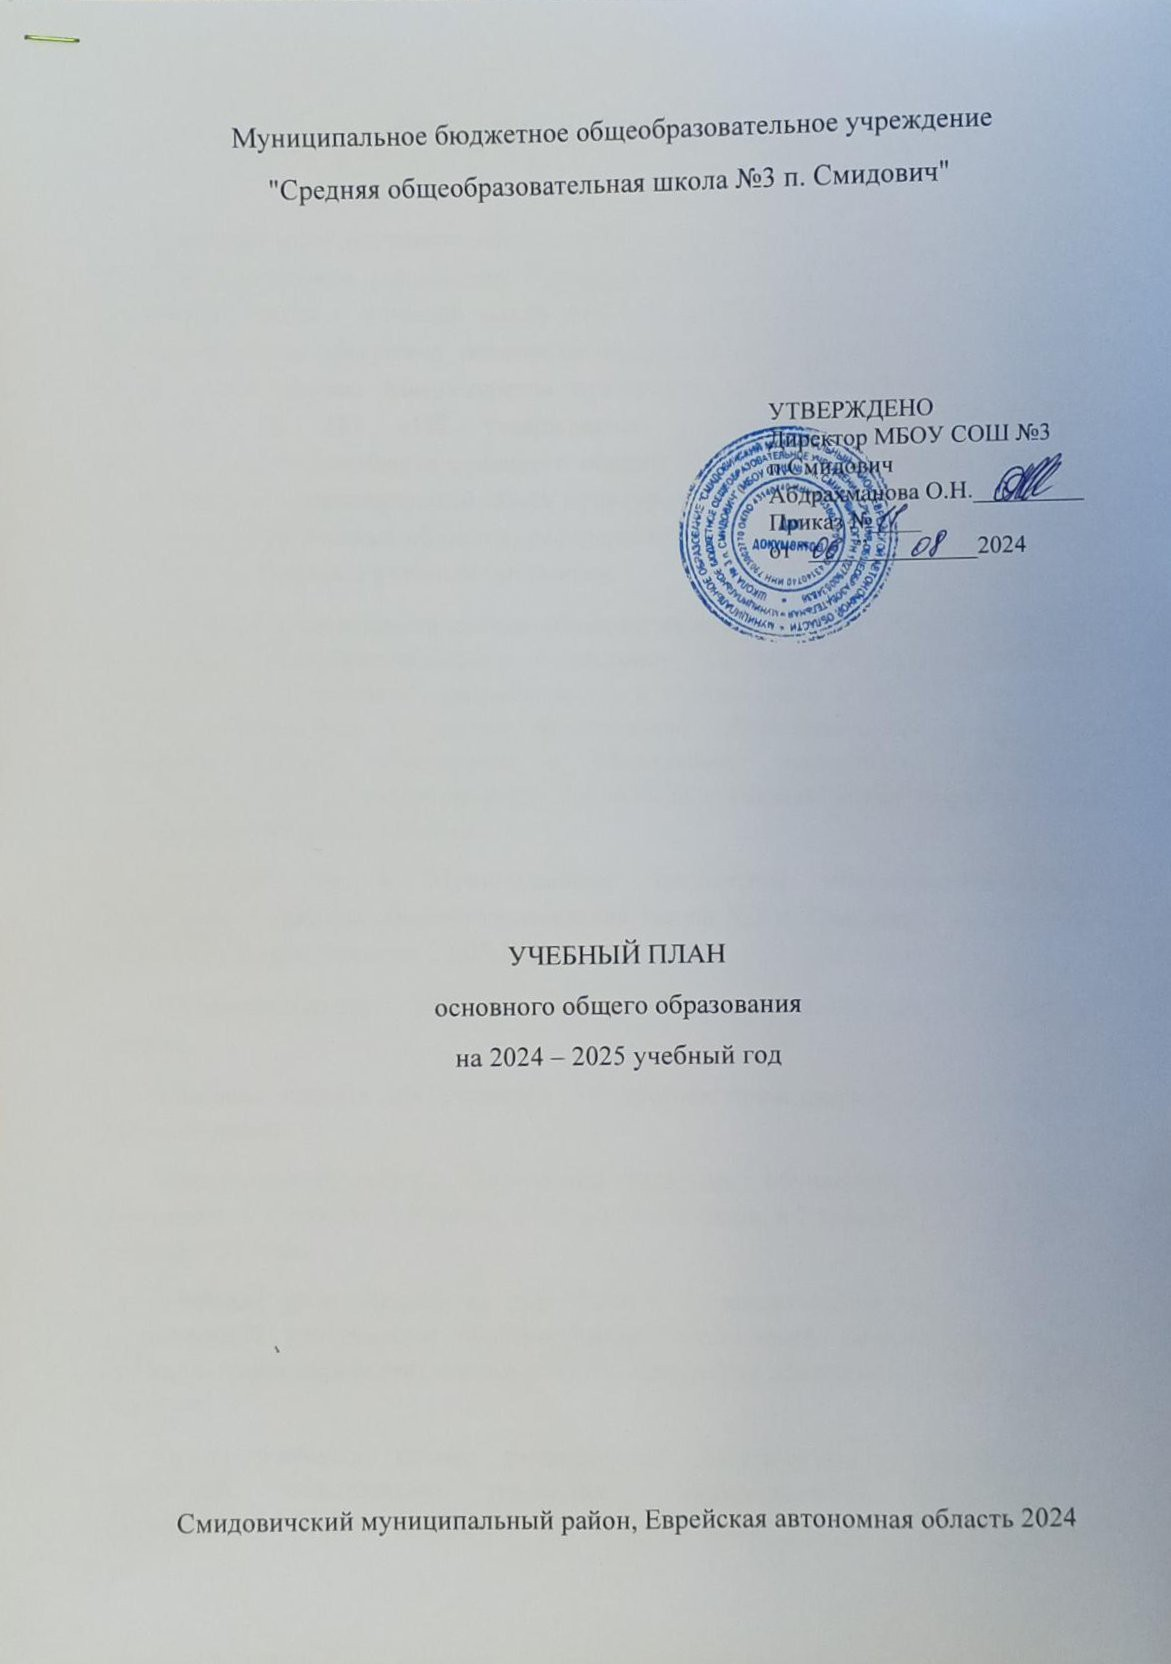 Муниципальное бюджетное общеобразовательное учреждение
"Средняя общеобразовательная школа №3 п. Смидович"
УТВЕРЖДЕНО
Директор МБОУ СОШ №3
п.Смидович
Абдрахманова О.Н.
Приказ №
от 08 2024
Для документов
УЧЕБНЫЙ ПЛАН
основного общего образования
на 2024 – 2025 учебный год
Смидовичский муниципальный район, Еврейская автономная область 2024